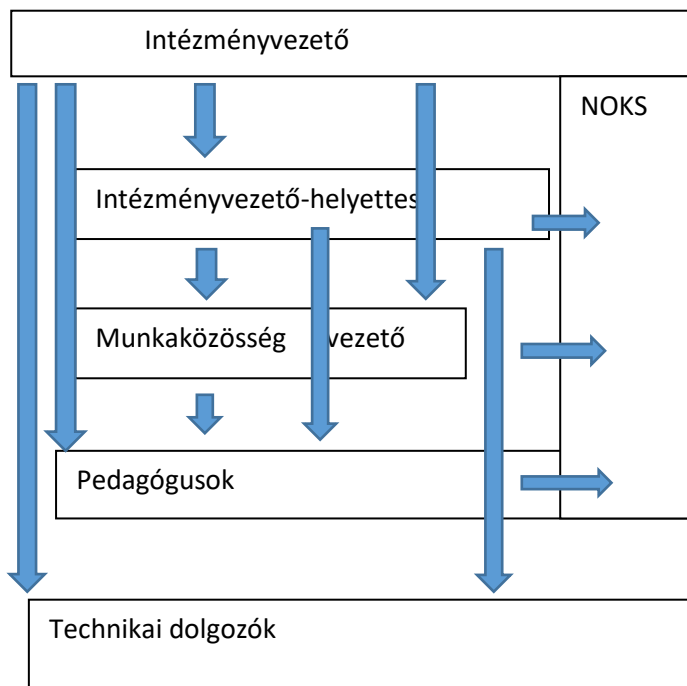 Intézményvezető
NOKS
Intézményvezető-helyettes
Munkaközösség vezető
Pedagógusok
Technikai dolgozók